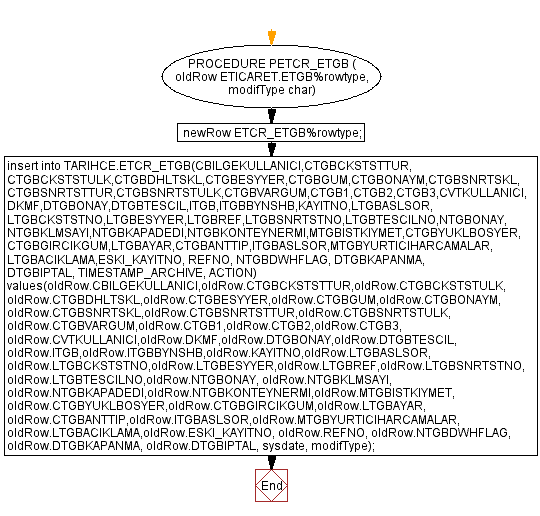 PROCEDURE PETCR_ETGB (
oldRow ETICARET.ETGB%rowtype,
modifType char)
newRow ETCR_ETGB%rowtype;
insert into TARIHCE.ETCR_ETGB(CBILGEKULLANICI,CTGBCKSTSTTUR,
CTGBCKSTSTULK,CTGBDHLTSKL,CTGBESYYER,CTGBGUM,CTGBONAYM,CTGBSNRTSKL,
CTGBSNRTSTTUR,CTGBSNRTSTULK,CTGBVARGUM,CTGB1,CTGB2,CTGB3,CVTKULLANICI,
DKMF,DTGBONAY,DTGBTESCIL,ITGB,ITGBBYNSHB,KAYITNO,LTGBASLSOR,
LTGBCKSTSTNO,LTGBESYYER,LTGBREF,LTGBSNRTSTNO,LTGBTESCILNO,NTGBONAY,
NTGBKLMSAYI,NTGBKAPADEDI,NTGBKONTEYNERMI,MTGBISTKIYMET,CTGBYUKLBOSYER,
CTGBGIRCIKGUM,LTGBAYAR,CTGBANTTIP,ITGBASLSOR,MTGBYURTICIHARCAMALAR,
LTGBACIKLAMA,ESKI_KAYITNO, REFNO, NTGBDWHFLAG, DTGBKAPANMA,
DTGBIPTAL, TIMESTAMP_ARCHIVE, ACTION)
values(oldRow.CBILGEKULLANICI,oldRow.CTGBCKSTSTTUR,oldRow.CTGBCKSTSTULK,
oldRow.CTGBDHLTSKL,oldRow.CTGBESYYER,oldRow.CTGBGUM,oldRow.CTGBONAYM,
oldRow.CTGBSNRTSKL,oldRow.CTGBSNRTSTTUR,oldRow.CTGBSNRTSTULK,
oldRow.CTGBVARGUM,oldRow.CTGB1,oldRow.CTGB2,oldRow.CTGB3,
oldRow.CVTKULLANICI,oldRow.DKMF,oldRow.DTGBONAY,oldRow.DTGBTESCIL,
oldRow.ITGB,oldRow.ITGBBYNSHB,oldRow.KAYITNO,oldRow.LTGBASLSOR,
oldRow.LTGBCKSTSTNO,oldRow.LTGBESYYER,oldRow.LTGBREF,oldRow.LTGBSNRTSTNO,
oldRow.LTGBTESCILNO,oldRow.NTGBONAY, oldRow.NTGBKLMSAYI,
oldRow.NTGBKAPADEDI,oldRow.NTGBKONTEYNERMI,oldRow.MTGBISTKIYMET,
oldRow.CTGBYUKLBOSYER,oldRow.CTGBGIRCIKGUM,oldRow.LTGBAYAR,
oldRow.CTGBANTTIP,oldRow.ITGBASLSOR,oldRow.MTGBYURTICIHARCAMALAR,
oldRow.LTGBACIKLAMA,oldRow.ESKI_KAYITNO, oldRow.REFNO, oldRow.NTGBDWHFLAG,
oldRow.DTGBKAPANMA, oldRow.DTGBIPTAL, sysdate, modifType);
End